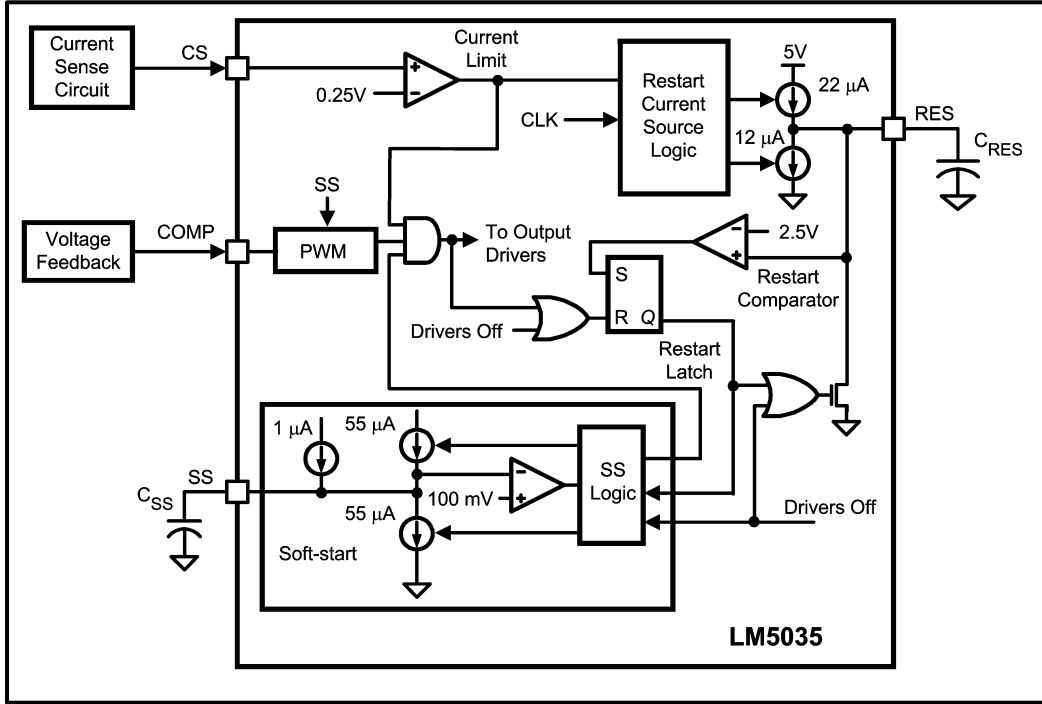 Current
Sense
Circuit
CS
0.25V
Current
Limit
CLK
Restart
Current
Source
Logic
5V
22 μA
12 μA
RES
CRES
Voltage
Feedback
COMP
SS
PWM
To Output
Drivers
2.5V
Restart
Comparator
S
R Q
Drivers Off
Restart
Latch
1 μA
55 μA
SS
CSS
100 mV
55 μA
SS
Logic
Drivers Off
Soft-start
LM5035